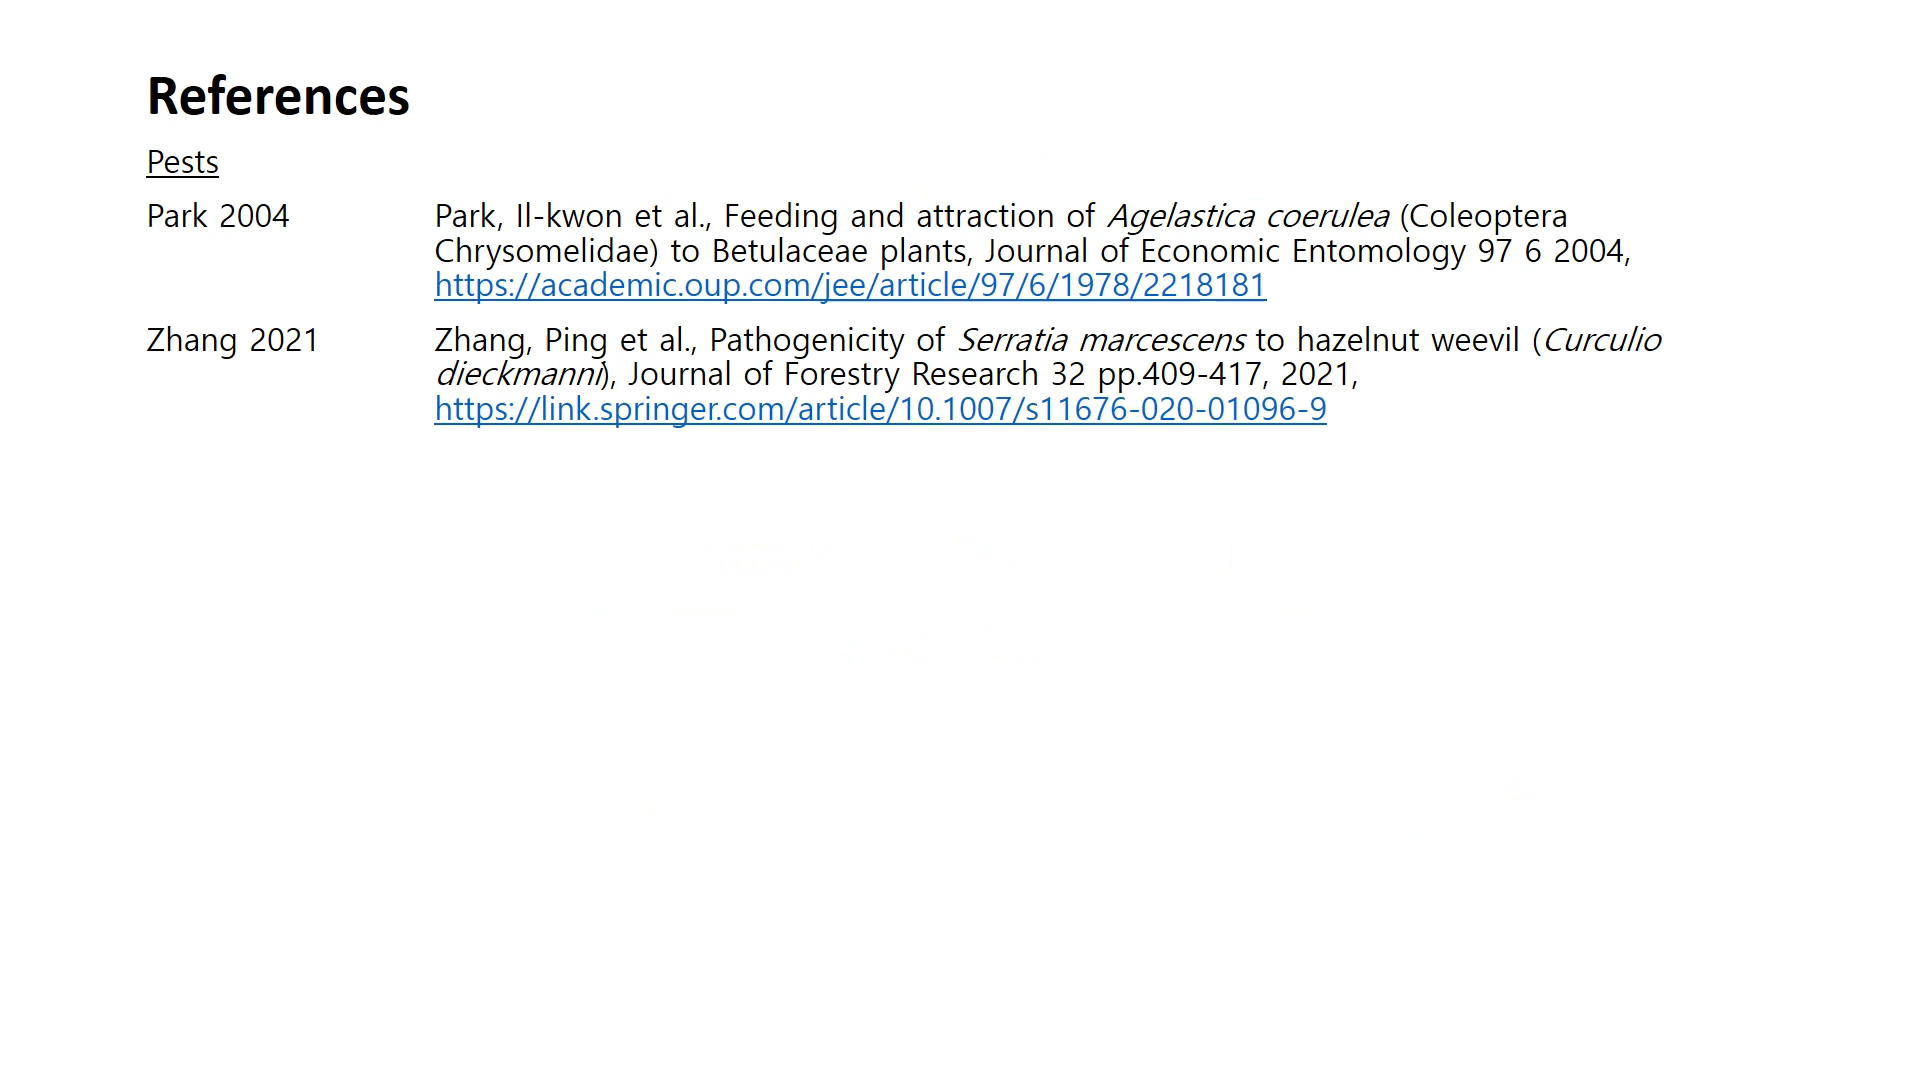 References
Pests
Park 2004 Park, Il-kwon et al., Feeding and attraction of Agelastica coerulea (Coleoptera
Chrysomelidae) to Betulaceae plants, Journal of Economic Entomology 97 6 2004,
https://academic.oup.com/jee/article/97/6/1978/2218181
Zhang 2021 Zhang, Ping et al., Pathogenicity of Serratia marcescens to hazelnut weevil (Curculio
dieckmanni), Journal of Forestry Research 32 pp.409-417, 2021,
https://link.springer.com/article/10.1007/s11676-020-01096-9